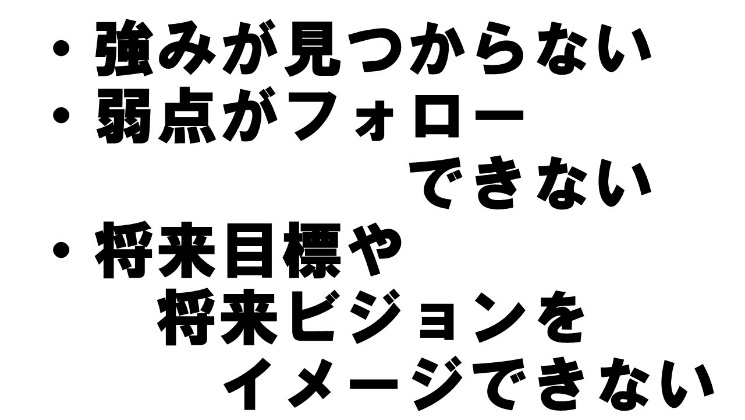 ・強みが見つからない
・弱点がフォロー
できない
・将来目標や
将来ビジョンを
イメージできない